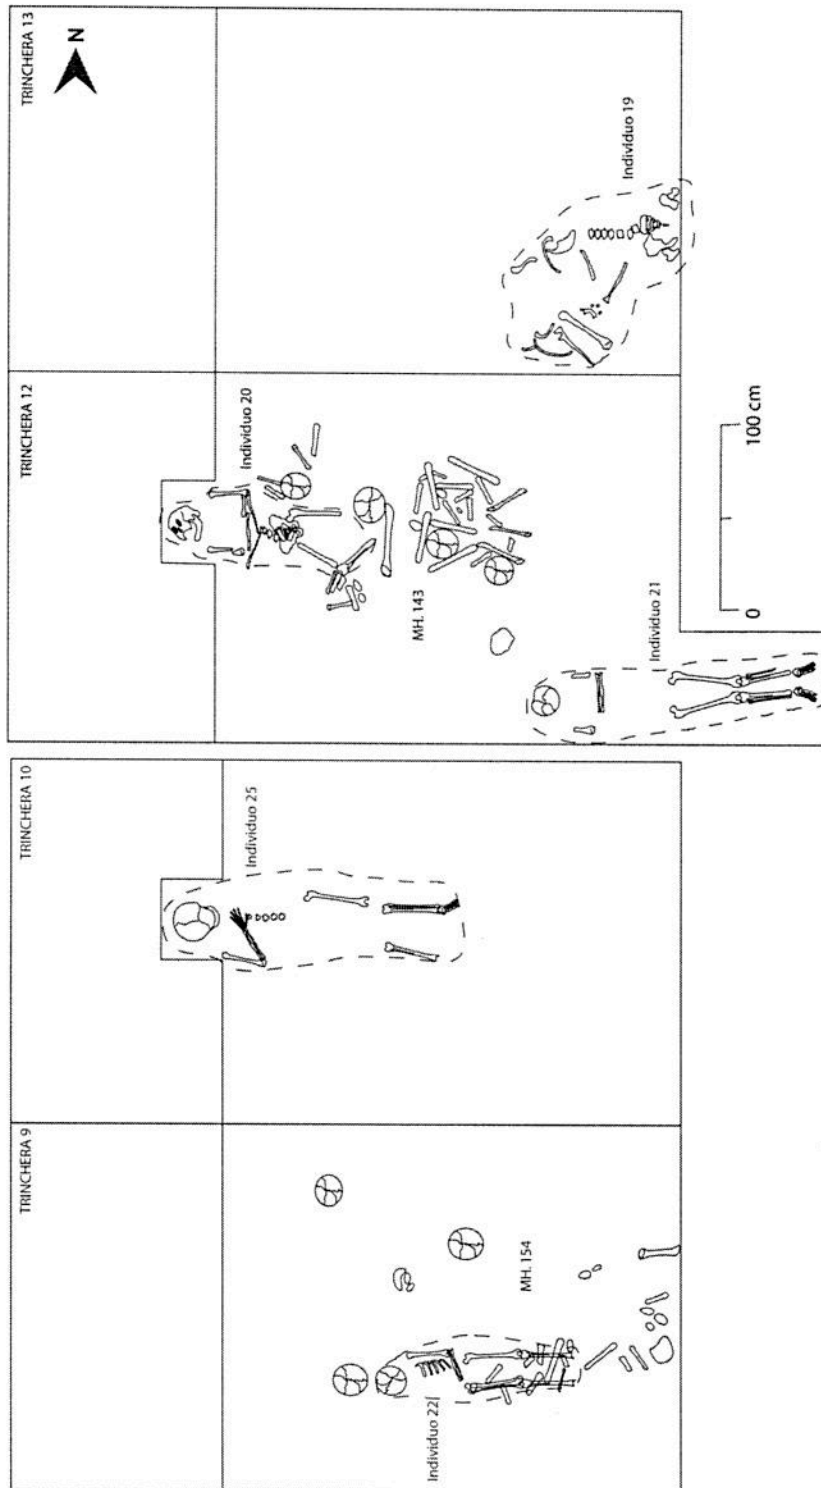 TRINCHERA 13
N
Individuo 19
TRINCHERA 12
Individuo 20
MH. 143
Individuo 21
100 cm
0
TRINCHERA 10
Individuo 25
TRINCHERA 9
MH. 154
Individuo 22